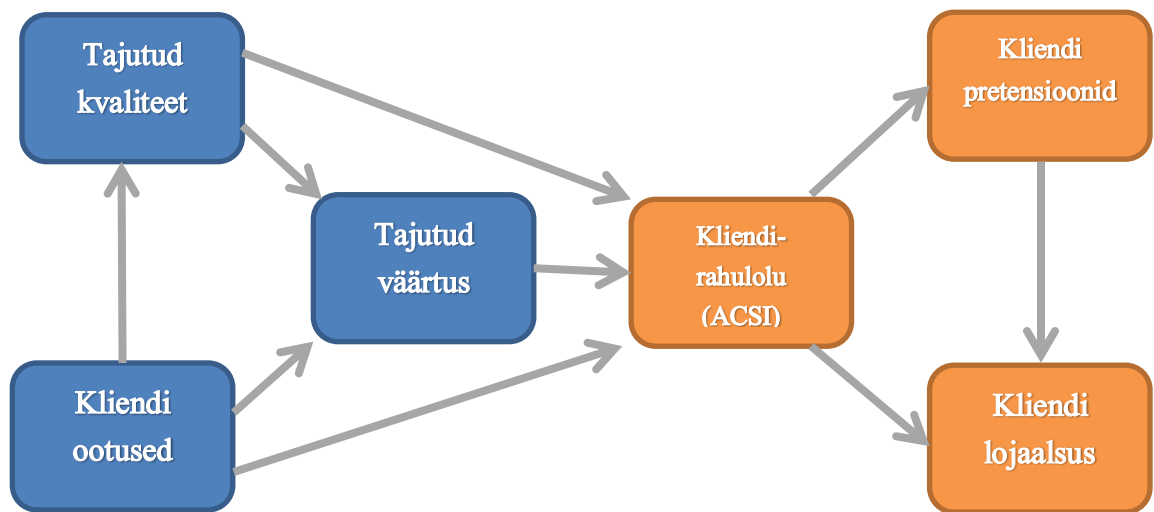 Tajutud
kvaliteet
Kliendi
pretensioonid
Tajutud
väärtus
Kliendi-
rahulolu
(ACSI)
Kliendi
ootused
Kliendi
lojaalsus